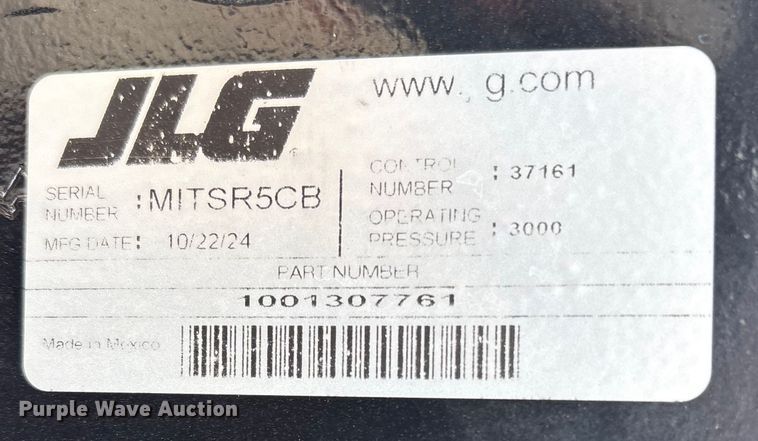 JLG
www. g.com
SERIAL NUMBER : MITSR5CB
CONTROL NUMBER : 37161
MFG DATE: 10/22/24
OPERATING PRESSURE : 3000
PART NUMBER
1001307761
Made in Mexico
Purple Wave Auction